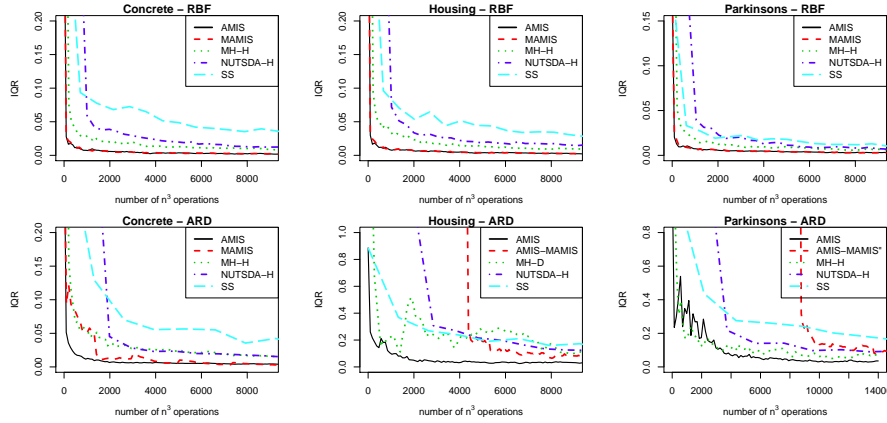 Concrete − RBF
IQR
0.00 0.05 0.10 0.15 0.20
AMIS
MAMIS
MH−H
NUTSDA−H
SS
0 2000 4000 6000 8000
number of n³ operations
Housing − RBF
IQR
0.00 0.05 0.10 0.15 0.20
AMIS
MAMIS
MH−H
NUTSDA−H
SS
0 2000 4000 6000 8000
number of n³ operations
Parkinsons − RBF
IQR
0.00 0.05 0.10 0.15
AMIS
MAMIS
MH−H
NUTSDA−H
SS
0 2000 4000 6000 8000
number of n³ operations
Concrete − ARD
IQR
0.00 0.05 0.10 0.15 0.20
AMIS
MAMIS
MH−H
NUTSDA−H
SS
0 2000 4000 6000 8000
number of n³ operations
Housing − ARD
IQR
0.0 0.2 0.4 0.6 0.8 1.0
AMIS
AMIS−MAMIS
MH−D
NUTSDA−H
SS
0 2000 4000 6000 8000
number of n³ operations
Parkinsons − ARD
IQR
0.0 0.2 0.4 0.6 0.8
AMIS
AMIS−MAMIS*
MH−H
NUTSDA−H
SS
0 2000 4000 6000 10000 14000
number of n³ operations